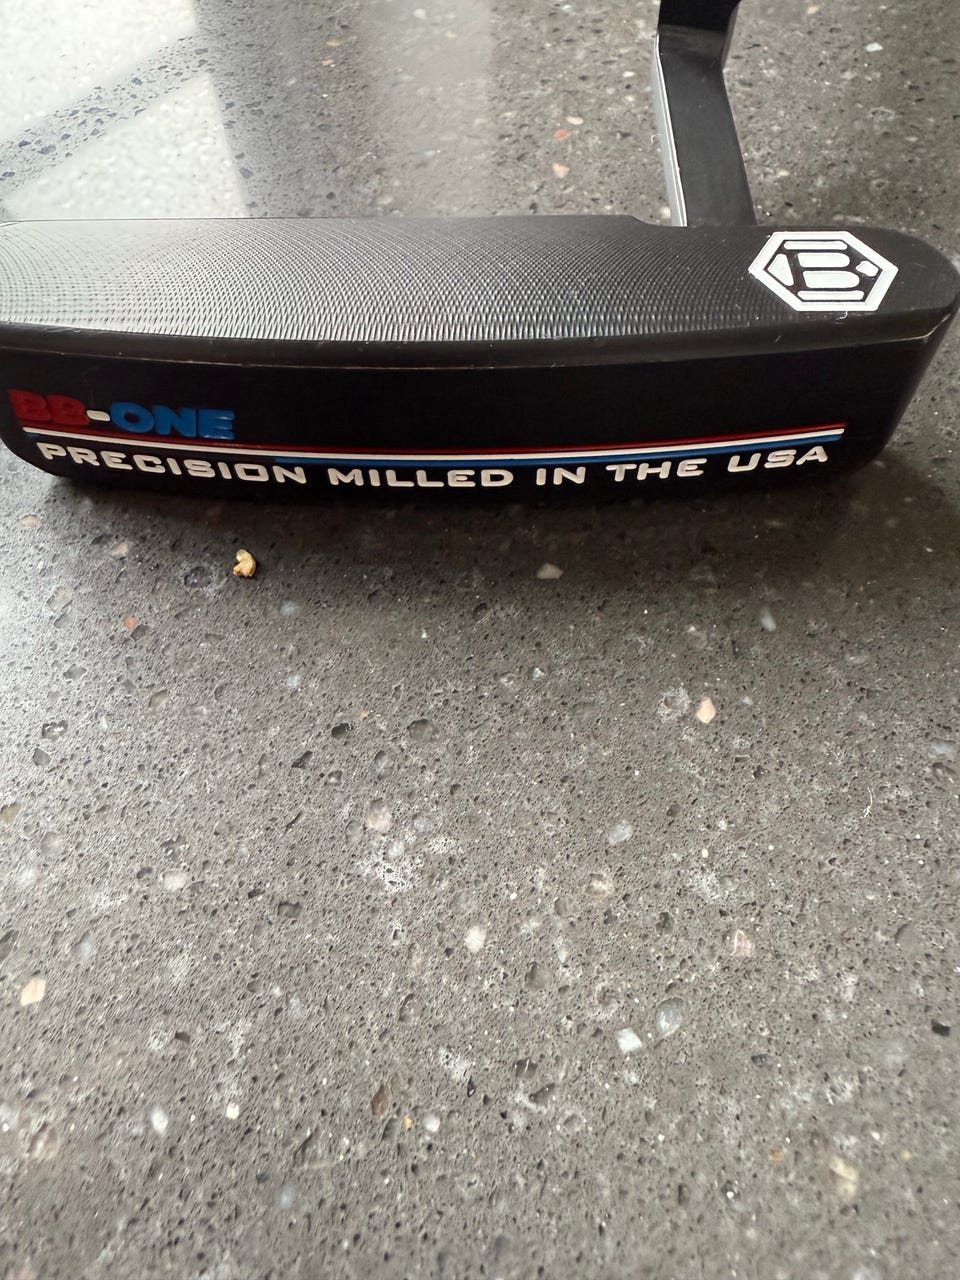 B
BB-ONE
PRECISION MILLED IN THE USA